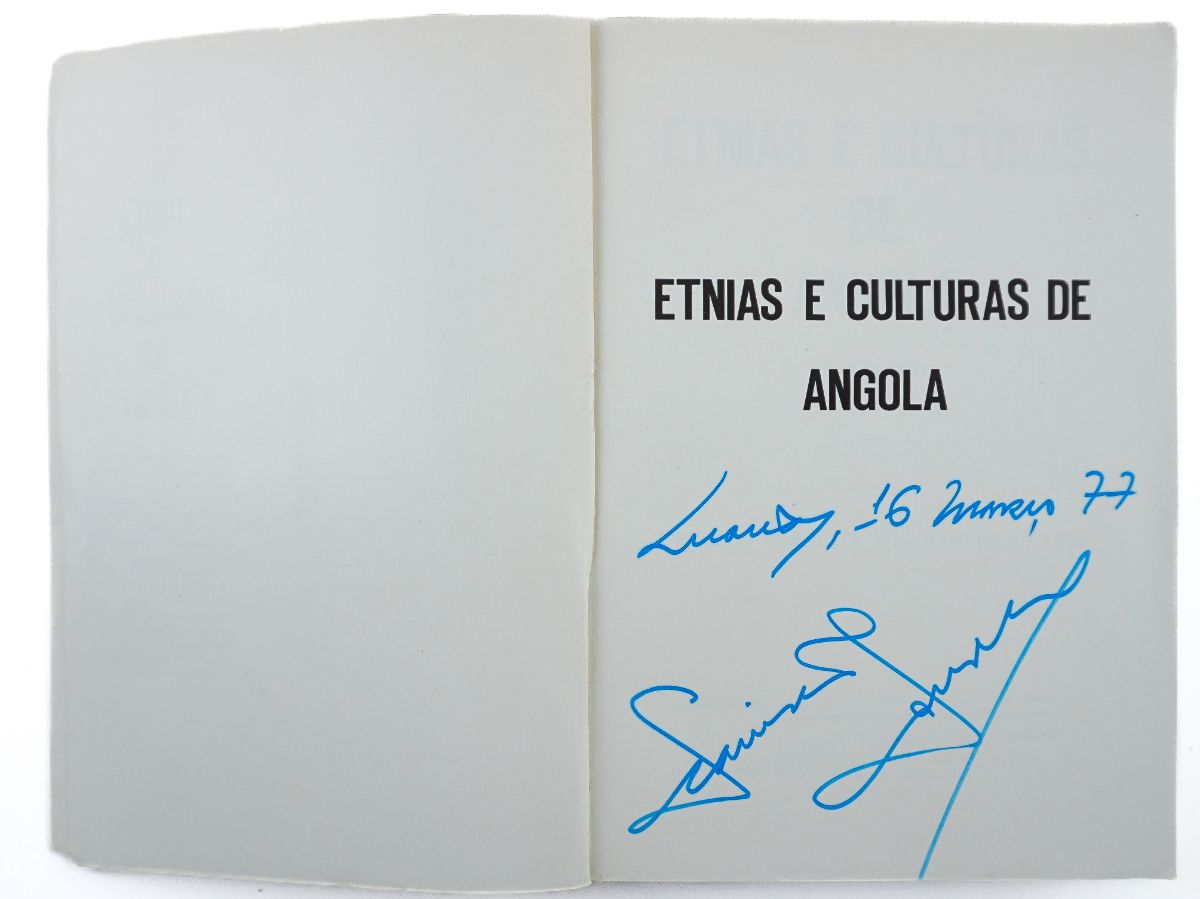 ETNIAS E CULTURAS DE
ANGOLA
Luanda, 16 Março 77